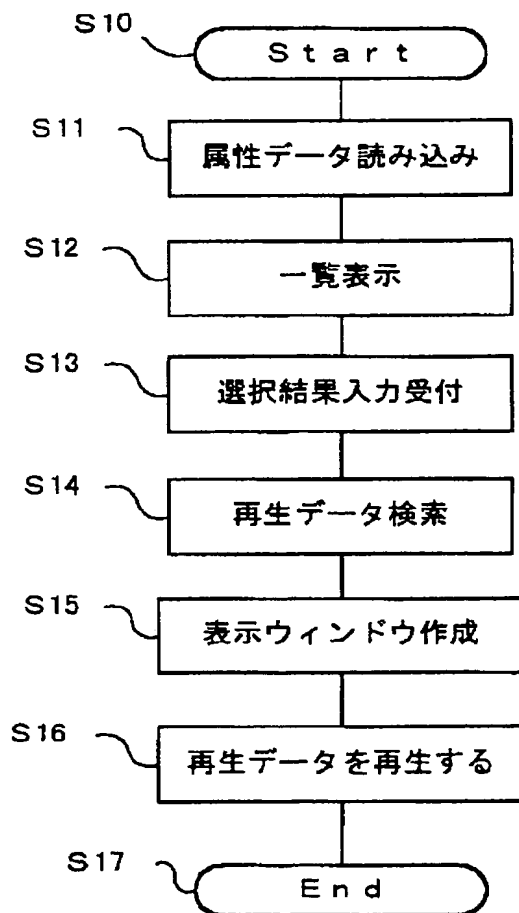 S10
Start
S11
属性データ読み込み
S12
一覧表示
S13
選択結果入力受付
S14
再生データ検索
S15
表示ウィンドウ作成
S16
再生データを再生する
S17
End